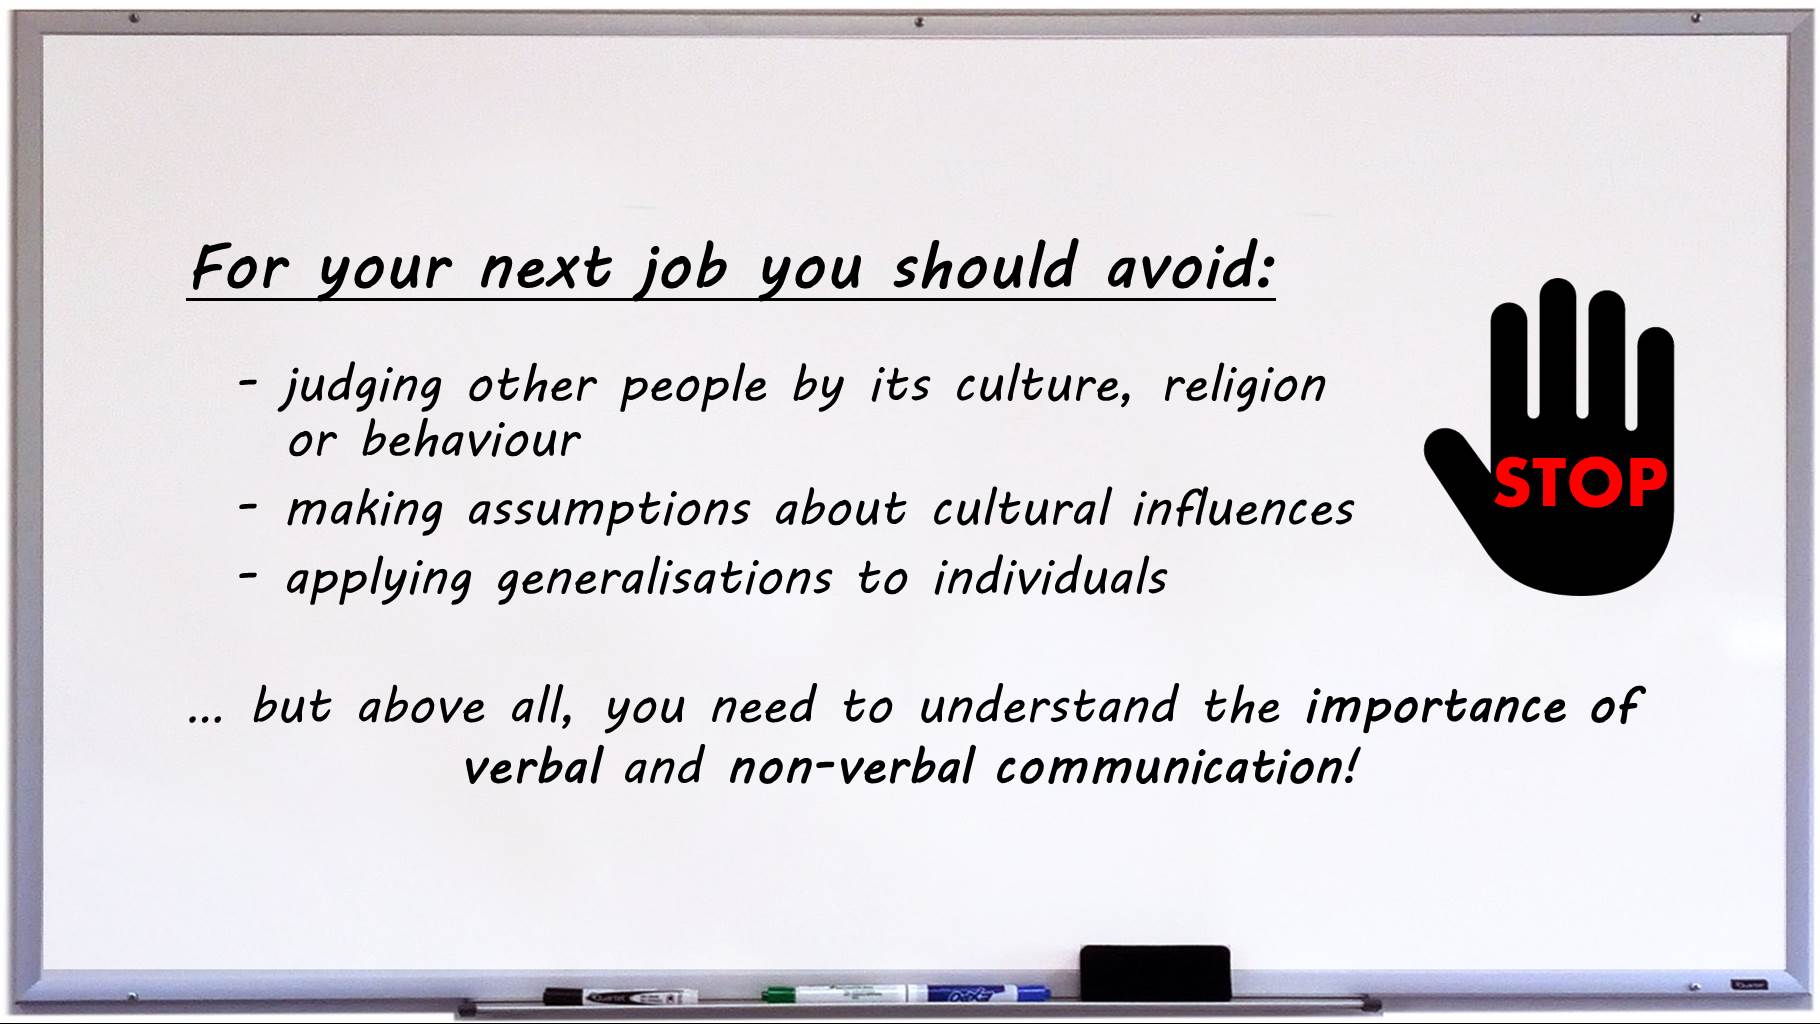 For your next job you should avoid:
- judging other people by its culture, religion
or behaviour
- making assumptions about cultural influences
- applying generalisations to individuals
STOP
... but above all, you need to understand the importance of
verbal and non-verbal communication!
Quartet